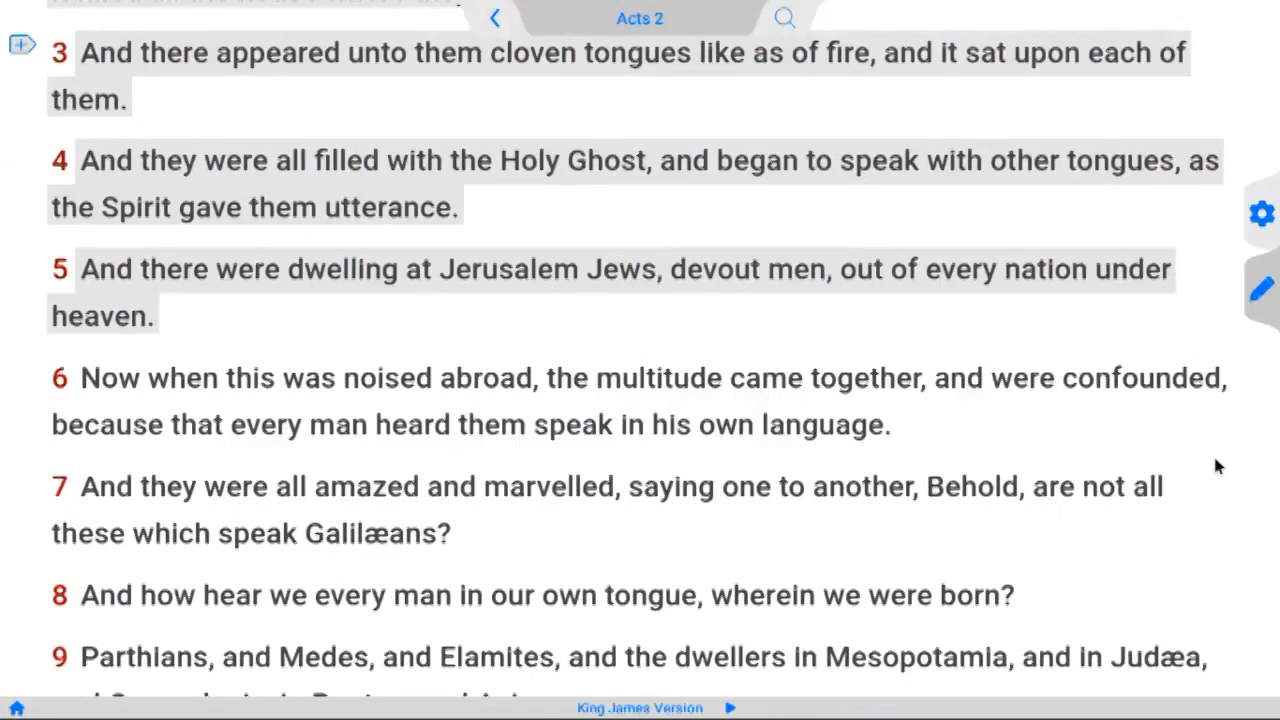 Acts 2
3 And there appeared unto them cloven tongues like as of fire, and it sat upon each of
them.
4 And they were all filled with the Holy Ghost, and began to speak with other tongues, as
the Spirit gave them utterance.
5 And there were dwelling at Jerusalem Jews, devout men, out of every nation under
heaven.
6 Now when this was noised abroad, the multitude came together, and were confounded,
because that every man heard them speak in his own language.
7 And they were all amazed and marvelled, saying one to another, Behold, are not all
these which speak Galilæans?
8 And how hear we every man in our own tongue, wherein we were born?
9 Parthians, and Medes, and Elamites, and the dwellers in Mesopotamia, and in Judæa,
King James Version